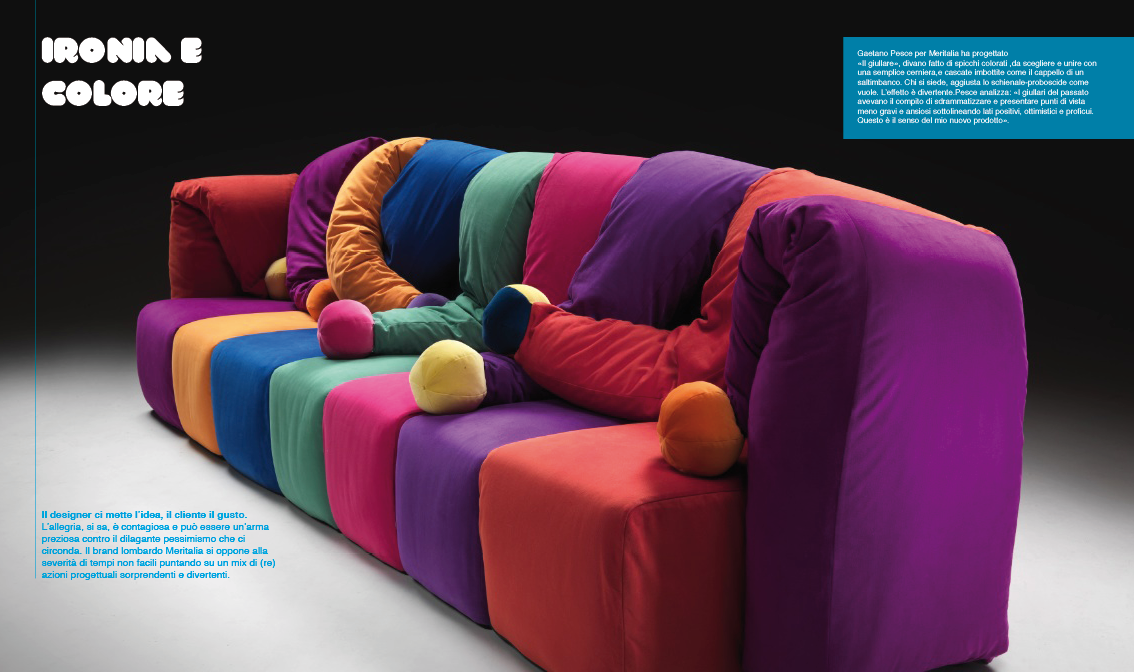 IRONIA E
COLORE
Gaetano Pesce per Meritalia ha progettato
«Il giullare», divano fatto di spicchi colorati ,da scegliere e unire con
una semplice cerniera,e cascate imbottite come il cappello di un
saltimbanco. Chi si siede, aggiusta lo schienale-proboscide come
vuole. L'effetto è divertente.Pesce analizza: «I giullari del passato
avevano il compito di sdrammatizzare e presentare punti di vista
meno gravi e ansiosi sottolineando lati positivi, ottimistici e proficui.
Questo è il senso del mio nuovo prodotto».
Il designer ci mette l'idea, il cliente il gusto.
L'allegria, si sa, è contagiosa e può essere un'arma
preziosa contro il dilagante pessimismo che ci
circonda. Il brand lombardo Meritalia si oppone alla
severità di tempi non facili puntando su un mix di (re)
azioni progettuali sorprendenti e divertenti.